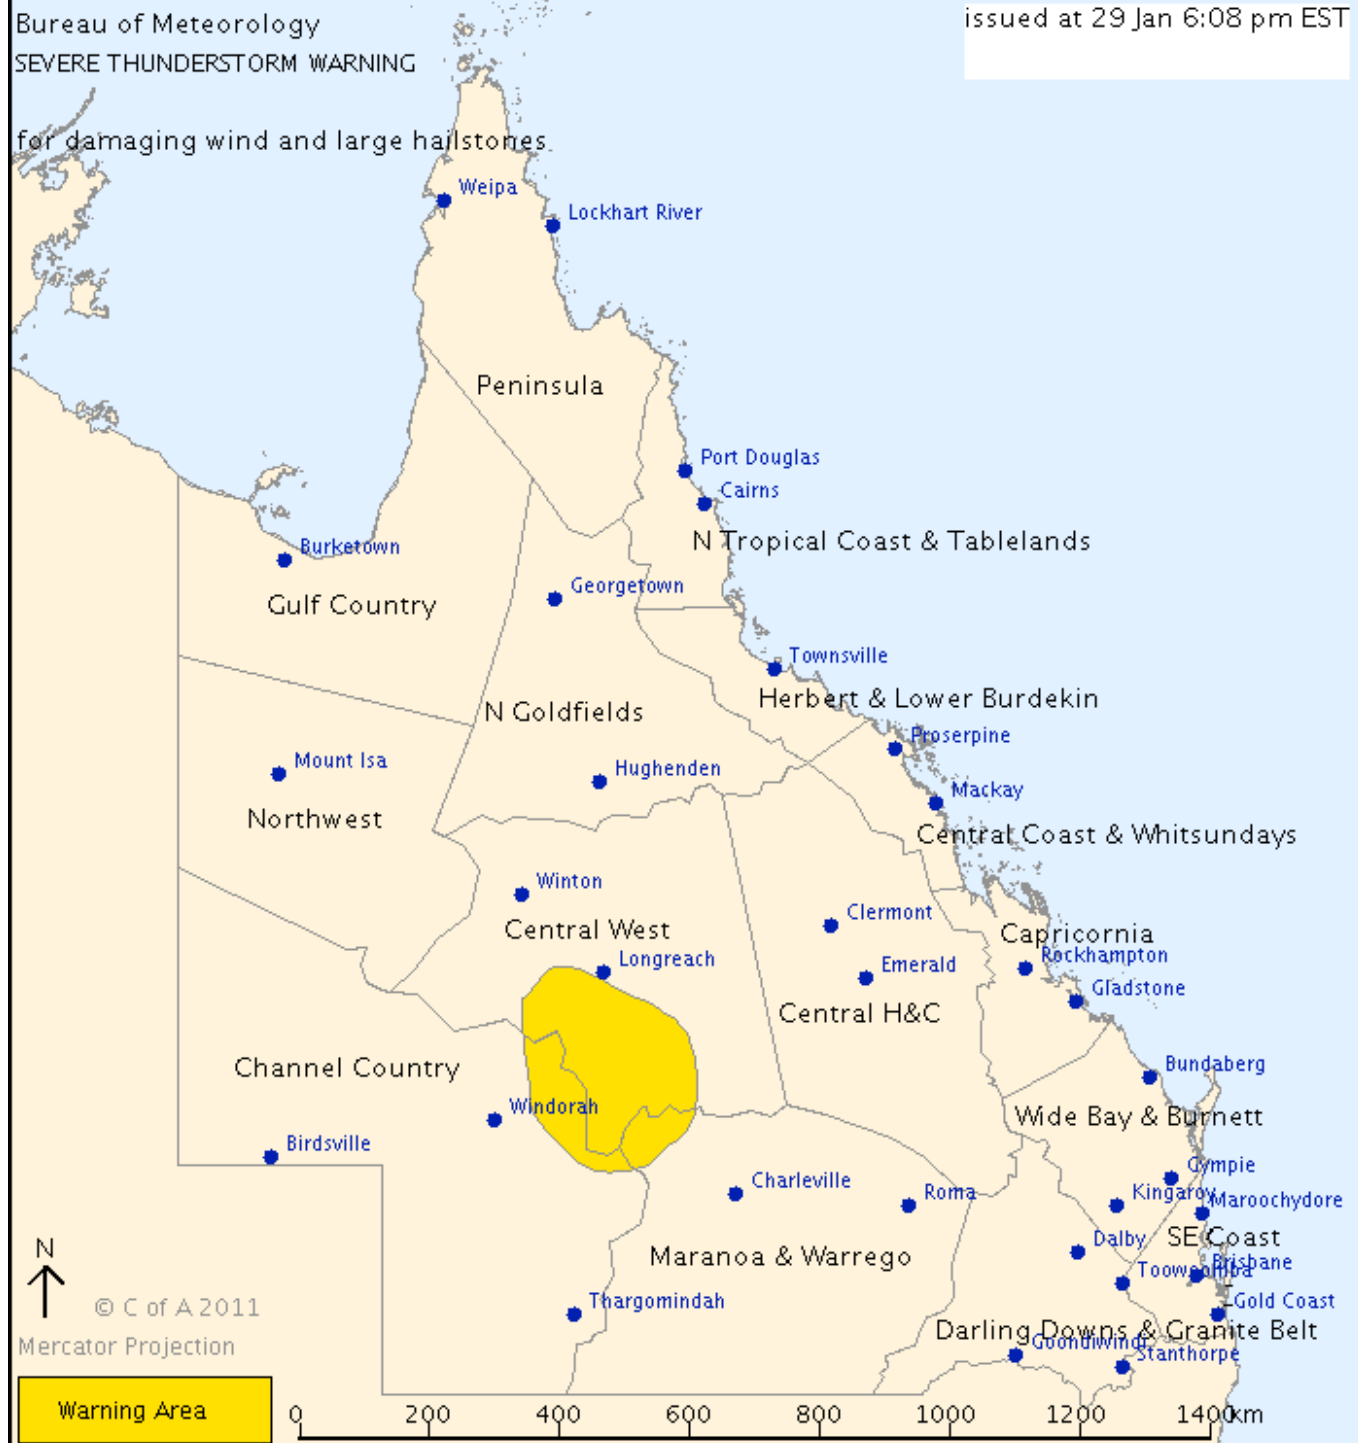 Bureau of Meteorology
issued at 29 Jan 6:08 pm EST
SEVERE THUNDERSTORM WARNING
for damaging wind and large hailstones
Weipa
Lockhart River
Peninsula
Port Douglas
Cairns
N Tropical Coast & Tablelands
Burketown
Georgetown
Gulf Country
Townsville
Herbert & Lower Burdekin
N Goldfields
Proserpine
Mount Isa
Hughenden
Mackay
Northwest
Central Coast & Whitsundays
Winton
Clermont
Central West
Capricornia
Longreach
Emerald
Rockhampton
Gladstone
Central H&C
Channel Country
Bundaberg
Windorah
Wide Bay & Burnett
Birdsville
Gympie
Charleville
Roma
Kingaroy
Maroochydore
Dalby
SE Coast
Maranoa & Warrego
Brisbane
Toowoomba
N
© C of A 2011
Thargomindah
Gold Coast
Darling Downs & Granite Belt
Mercator Projection
Goondiwindi
Stanthorpe
Warning Area
0 200 400 600 800 1000 1200 1400km